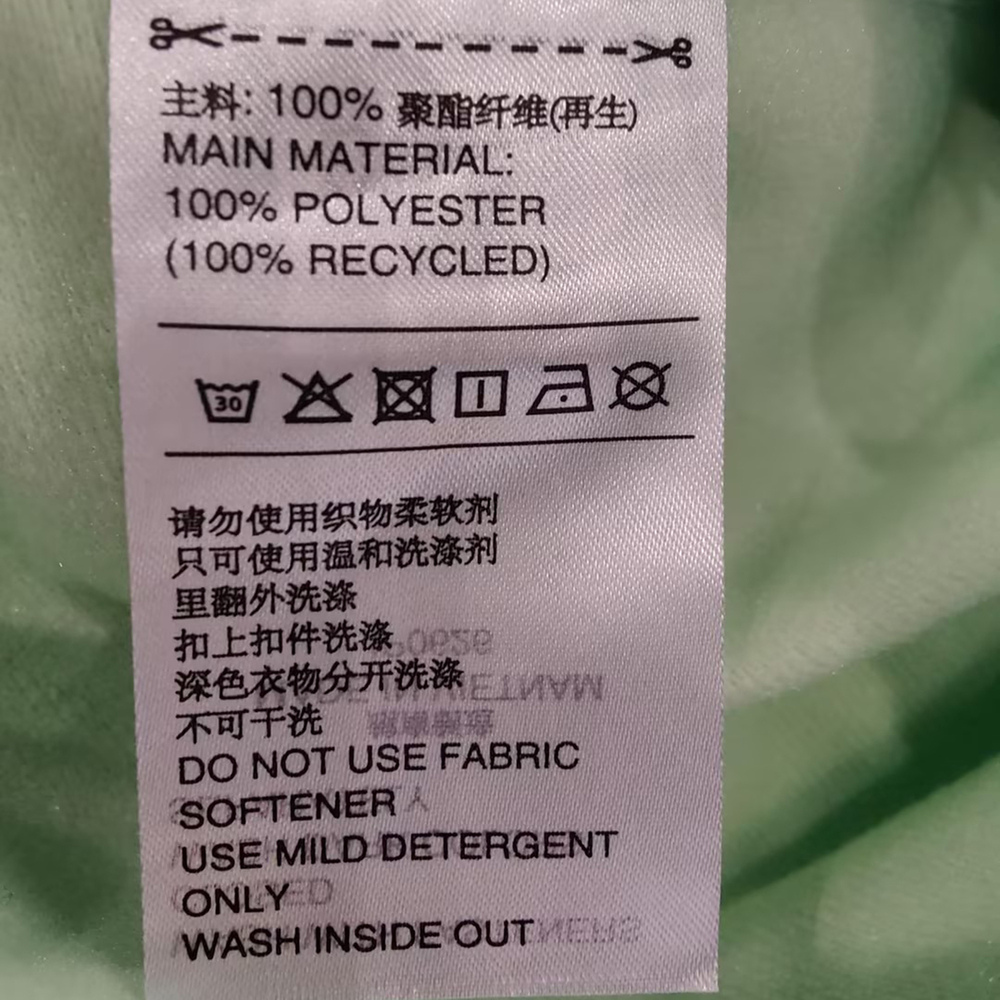 主料: 100% 聚酯纤维(再生)
MAIN MATERIAL:
100% POLYESTER
(100% RECYCLED)
30
请勿使用织物柔软剂
只可使用温和洗涤剂
里翻外洗涤
扣上扣件洗涤
深色衣物分开洗涤
不可干洗
DO NOT USE FABRIC
SOFTENER
USE MILD DETERGENT
ONLY
WASH INSIDE OUT